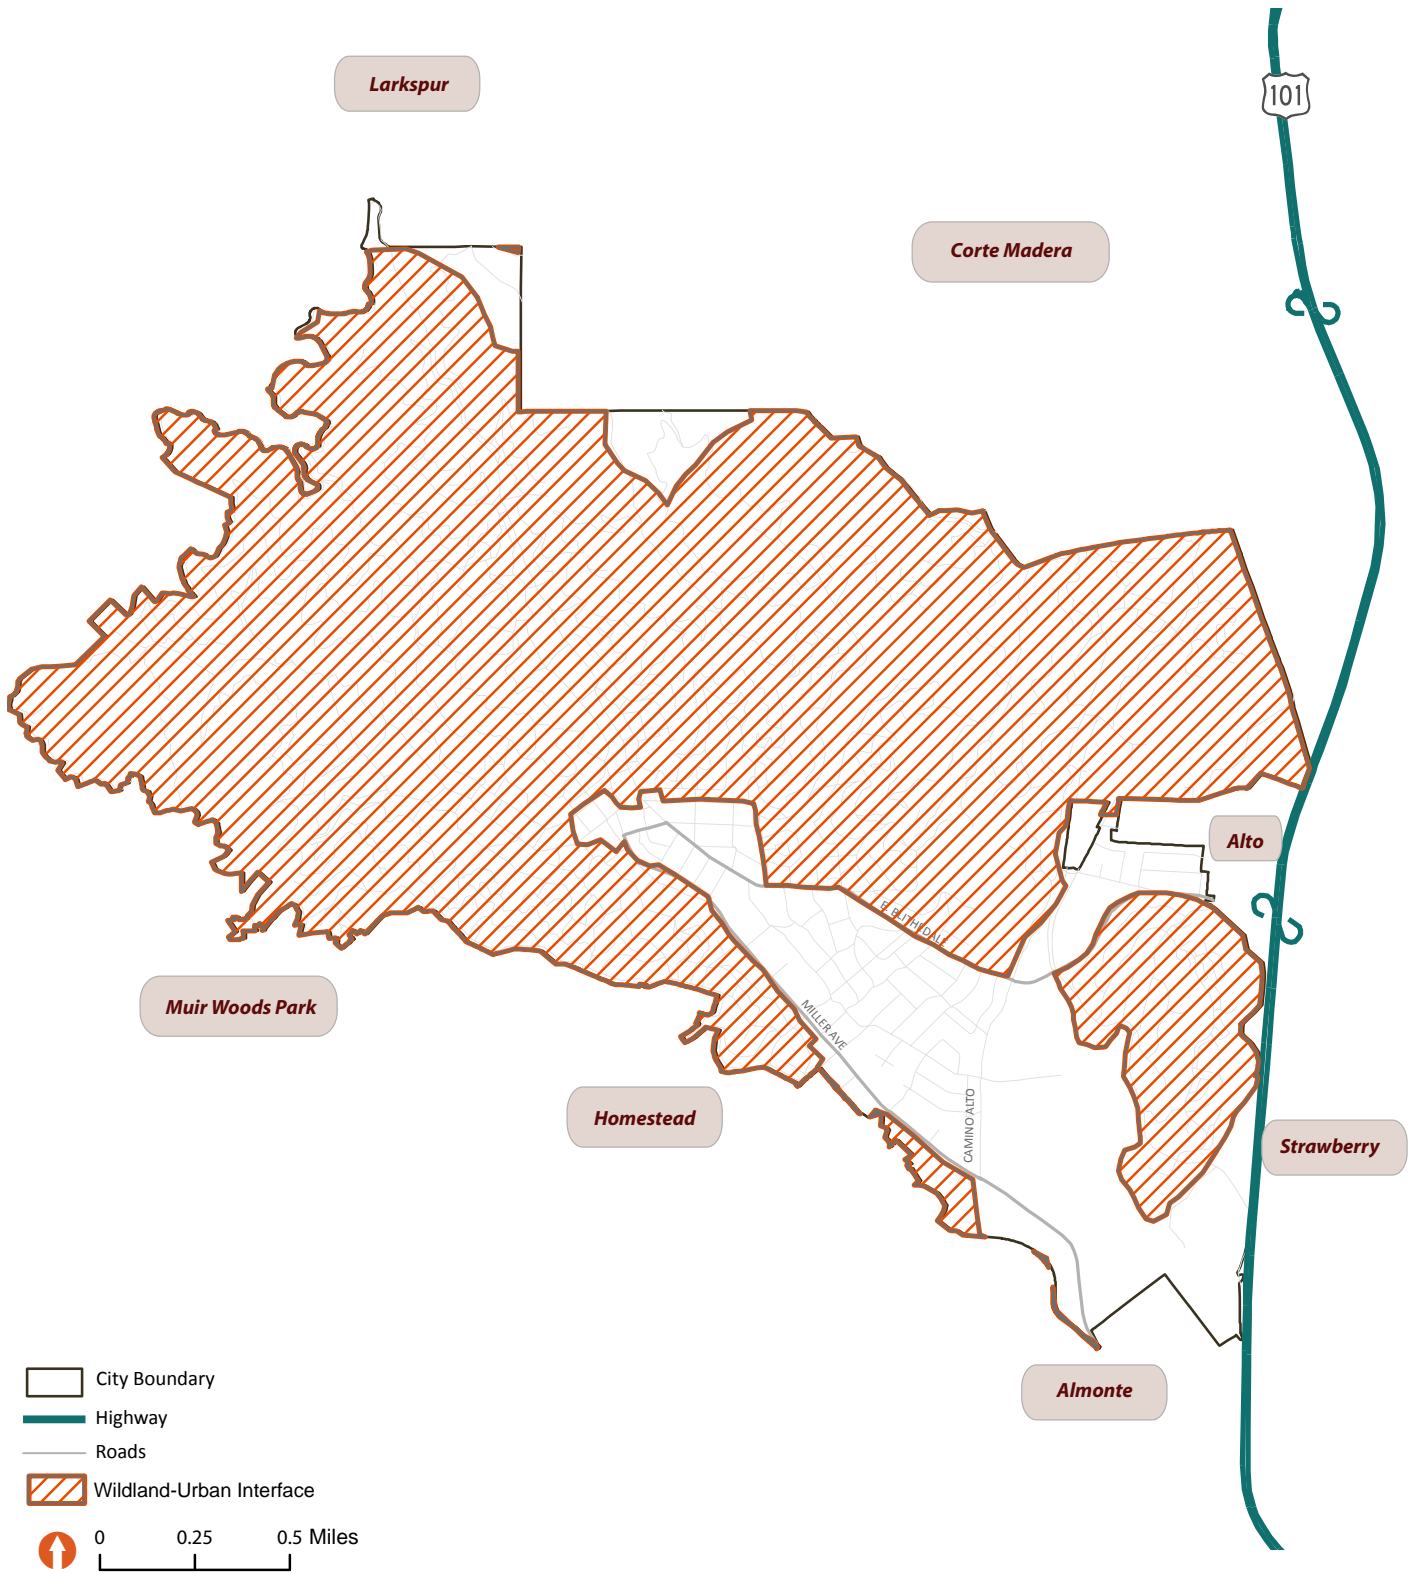 Larkspur
101
Corte Madera
Alto
E BLITHEDALE
Muir Woods Park
MILLER AVE
Homestead
CAMINO ALTO
Strawberry
Almonte
City Boundary
Highway
Roads
Wildland-Urban Interface
0 0.25 0.5 Miles